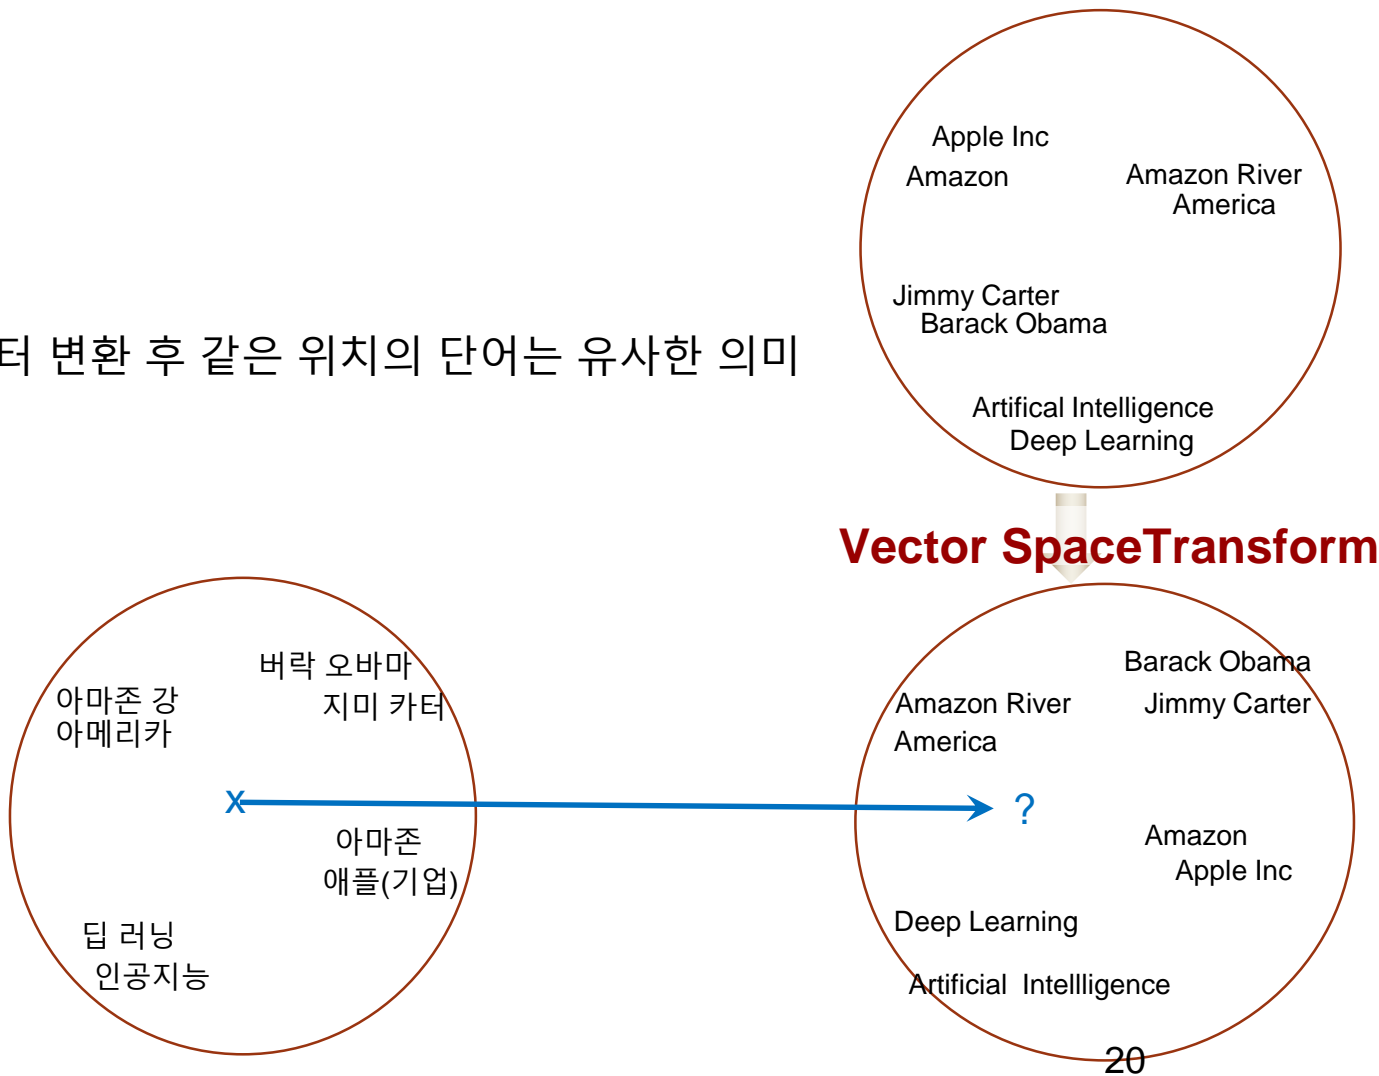 Apple Inc
Amazon
Amazon River
America
Jimmy Carter
Barack Obama
터 변환 후 같은 위치의 단어는 유사한 의미
Artifical Intelligence
Deep Learning
Vector SpaceTransform
버락 오바마
지미 카터
아마존 강
아메리카
x
아마존
애플(기업)
딥 러닝
인공지능
Barack Obama
Jimmy Carter
Amazon River
America
?
Amazon
Apple Inc
Deep Learning
Artificial Intellligence
20